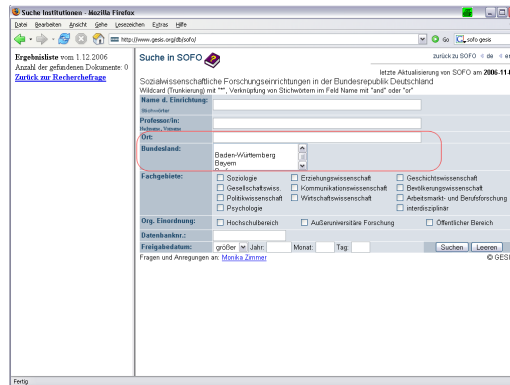 Suche Institutionen - Mozilla Firefox
Datei Bearbeiten Ansicht Gehe Lesezeichen Extras Hilfe
http://www.gesis.org/db/sofo/
Go
sofo gesis
Ergebnisliste vom 1.12.2006
Anzahl der gefundenen Dokumente: 0
Zurück zur Recherchefrage
Suche in SOFO
zurück zu SOFO de en
letzte Aktualisierung von SOFO am 2006-11-
Sozialwissenschaftliche Forschungseinrichtungen in der Bundesrepublik Deutschland
Wildcard (Trunkierung) mit "*", Verknüpfung von Stichwörtern im Feld Name mit "and" oder "or"
Name d. Einrichtung:
Stichwörter
Professor/in:
Nachname, Vorname
Ort:
Bundesland:
Baden-Württemberg
Bayern
Fachgebiete:
Soziologie Erziehungswissenschaft Geschichtswissenschaft
Gesellschaftswiss. Kommunikationswissenschaft Bevölkerungswissenschaft
Politikwissenschaft Wirtschaftswissenschaft Arbeitsmarkt- und Berufsforschung
Psychologie interdisziplinär
Org. Einordnung: Hochschulbereich Außeruniversitäre Forschung Öffentlicher Bereich
Datenbanknr.:
Freigabedatum: größer Jahr: Monat: Tag: Suchen Leeren
Fragen und Anregungen an: Monika Zimmer © GESI
Fertig